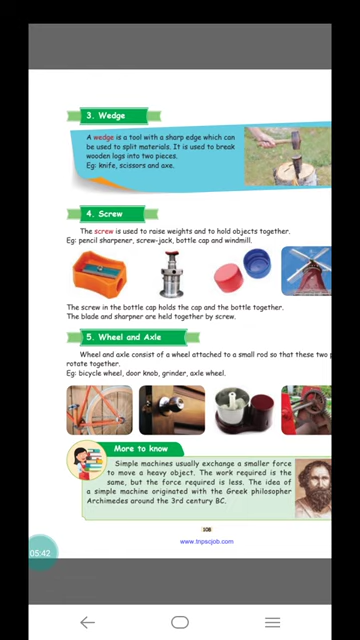 3. Wedge
A wedge is a tool with a sharp edge which can
be used to split materials. It is used to break
wooden logs into two pieces.
Eg: knife, scissors and axe.
4. Screw
The screw is used to raise weights and to hold objects together.
Eg: pencil sharpener, screw-jack, bottle cap and windmill.
The screw in the bottle cap holds the cap and the bottle together.
The blade and sharpner are held together by screw.
5. Wheel and Axle
Wheel and axle consist of a wheel attached to a small rod so that these two p
rotate together.
Eg: bicycle wheel, door knob, grinder, axle wheel.
More to know
Simple machines usually exchange a smaller force
to move a heavy object. The work required is the
same, but the force required is less. The idea of
a simple machine originated with the Greek philosopher
Archimedes around the 3rd century BC.
108
www.tnpscjob.com
05:42